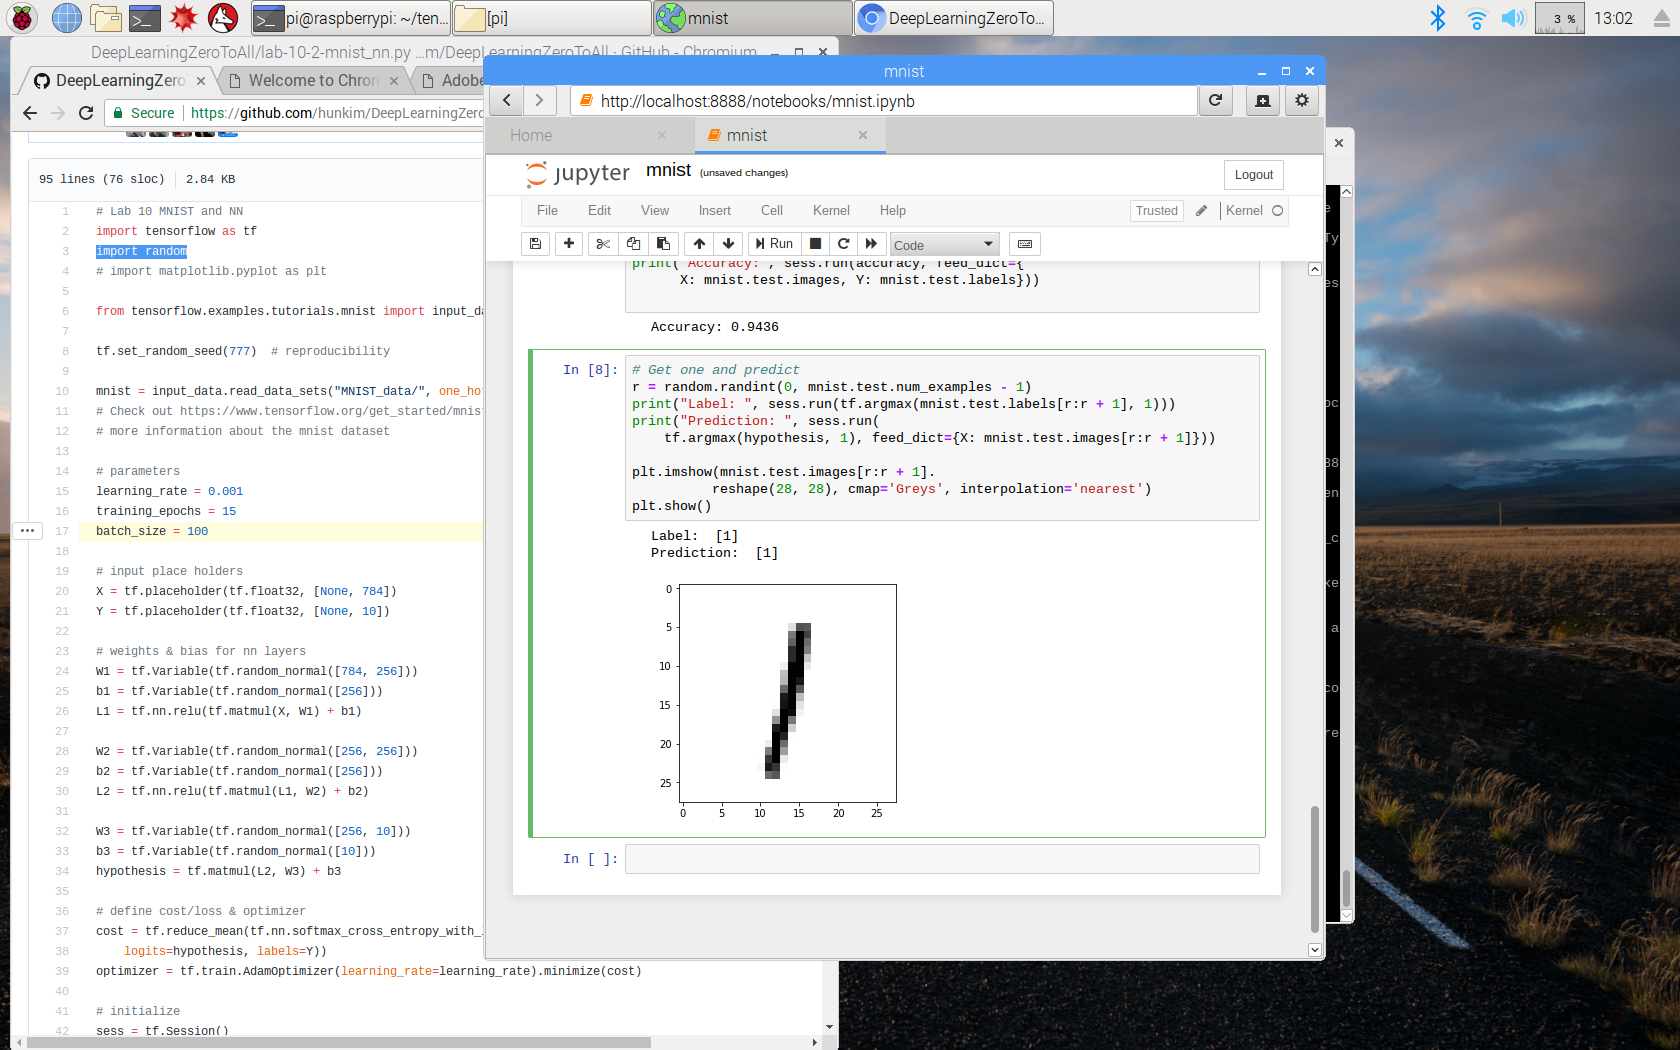 pi@raspberrypi: ~/ten...
[pi]
mnist
DeepLearningZeroTo...
3 %
13:02
DeepLearningZeroToAll/lab-10-2-mnist_nn.py ...m/DeepLearningZeroToAll · GitHub - Chromium
DeepLearningZero
Welcome to Chrom
Adobe
Secure
https://github.com/hunkim/DeepLearningZero
95 lines (76 sloc)
2.84 KB
1 # Lab 10 MNIST and NN
2 import tensorflow as tf
3 import random
4 # import matplotlib.pyplot as plt
5
6 from tensorflow.examples.tutorials.mnist import input_da
7
8 tf.set_random_seed(777)  # reproducibility
9
10 mnist = input_data.read_data_sets("MNIST_data/", one_ho
11 # Check out https://www.tensorflow.org/get_started/mnis
12 # more information about the mnist dataset
13
14 # parameters
15 learning_rate = 0.001
16 training_epochs = 15
17 batch_size = 100
18
19 # input place holders
20 X = tf.placeholder(tf.float32, [None, 784])
21 Y = tf.placeholder(tf.float32, [None, 10])
22
23 # weights & bias for nn layers
24 W1 = tf.Variable(tf.random_normal([784, 256]))
25 b1 = tf.Variable(tf.random_normal([256]))
26 L1 = tf.nn.relu(tf.matmul(X, W1) + b1)
27
28 W2 = tf.Variable(tf.random_normal([256, 256]))
29 b2 = tf.Variable(tf.random_normal([256]))
30 L2 = tf.nn.relu(tf.matmul(L1, W2) + b2)
31
32 W3 = tf.Variable(tf.random_normal([256, 10]))
33 b3 = tf.Variable(tf.random_normal([10]))
34 hypothesis = tf.matmul(L2, W3) + b3
35
36 # define cost/loss & optimizer
37 cost = tf.reduce_mean(tf.nn.softmax_cross_entropy_with_
38     logits=hypothesis, labels=Y))
39 optimizer = tf.train.AdamOptimizer(learning_rate=learning_rate).minimize(cost)
40
41 # initialize
42 sess = tf.Session()
mnist
http://localhost:8888/notebooks/mnist.ipynb
Home
mnist
jupyter
mnist
(unsaved changes)
Logout
File
Edit
View
Insert
Cell
Kernel
Help
Trusted
Kernel
Run
Code
print("Accuracy: ", sess.run(accuracy, feed_dict={
      X: mnist.test.images, Y: mnist.test.labels}))
Accuracy: 0.9436
In [8]:
# Get one and predict
r = random.randint(0, mnist.test.num_examples - 1)
print("Label: ", sess.run(tf.argmax(mnist.test.labels[r:r + 1], 1)))
print("Prediction: ", sess.run(
    tf.argmax(hypothesis, 1), feed_dict={X: mnist.test.images[r:r + 1]}))
plt.imshow(mnist.test.images[r:r + 1].
          reshape(28, 28), cmap='Greys', interpolation='nearest')
plt.show()
Label:  [1]
Prediction:  [1]
0
5
10
15
20
25
0 5 10 15 20 25
In [ ]:
e
Ty
es
oc
38
en
_c
ke
a
co
re